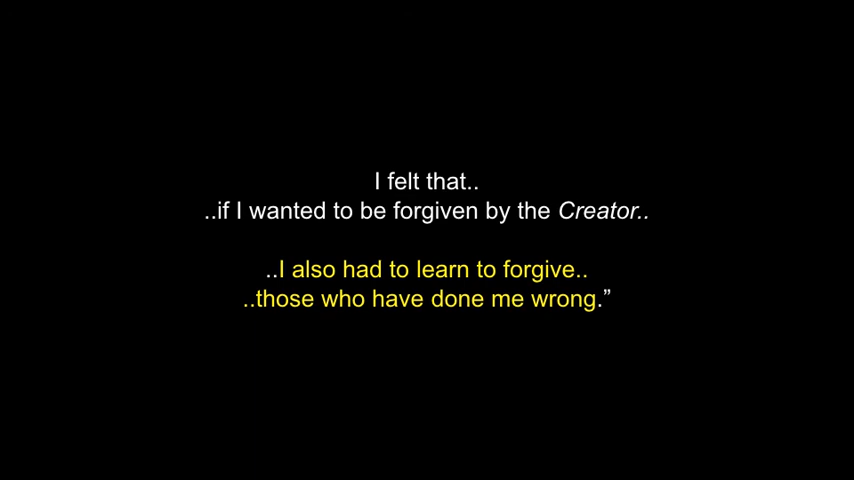 I felt that..
..if I wanted to be forgiven by the Creator..
..I also had to learn to forgive..
..those who have done me wrong.”